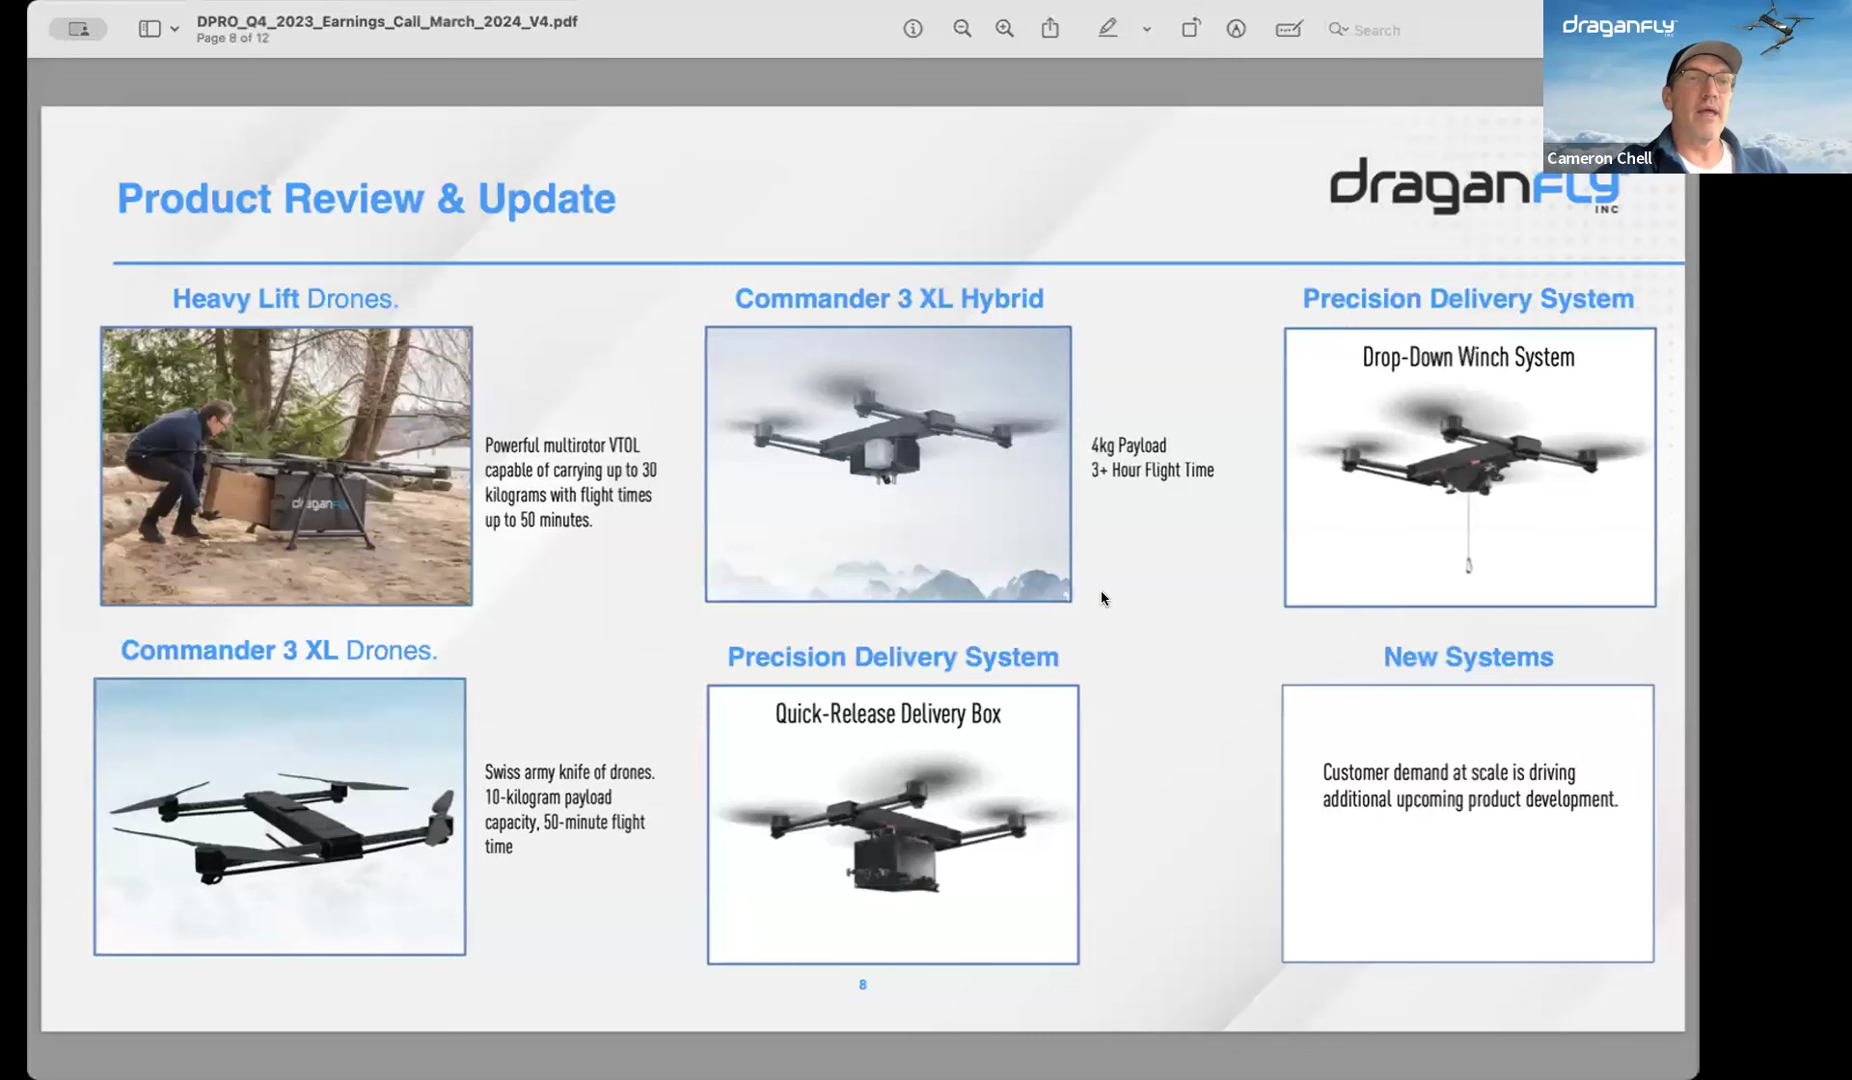 DPRO_Q4_2023_Earnings_Call_March_2024_V4.pdf
Page 8 of 12
Search
draganfly
Cameron Chell
Product Review & Update
draganfly
INC
Heavy Lift Drones.
draganfly
Powerful multirotor VTOL
capable of carrying up to 30
kilograms with flight times
up to 50 minutes.
Commander 3 XL Hybrid
4kg Payload
3+ Hour Flight Time
Precision Delivery System
Drop-Down Winch System
Commander 3 XL Drones.
Swiss army knife of drones.
10-kilogram payload
capacity, 50-minute flight
time
Precision Delivery System
Quick-Release Delivery Box
New Systems
Customer demand at scale is driving
additional upcoming product development.
8